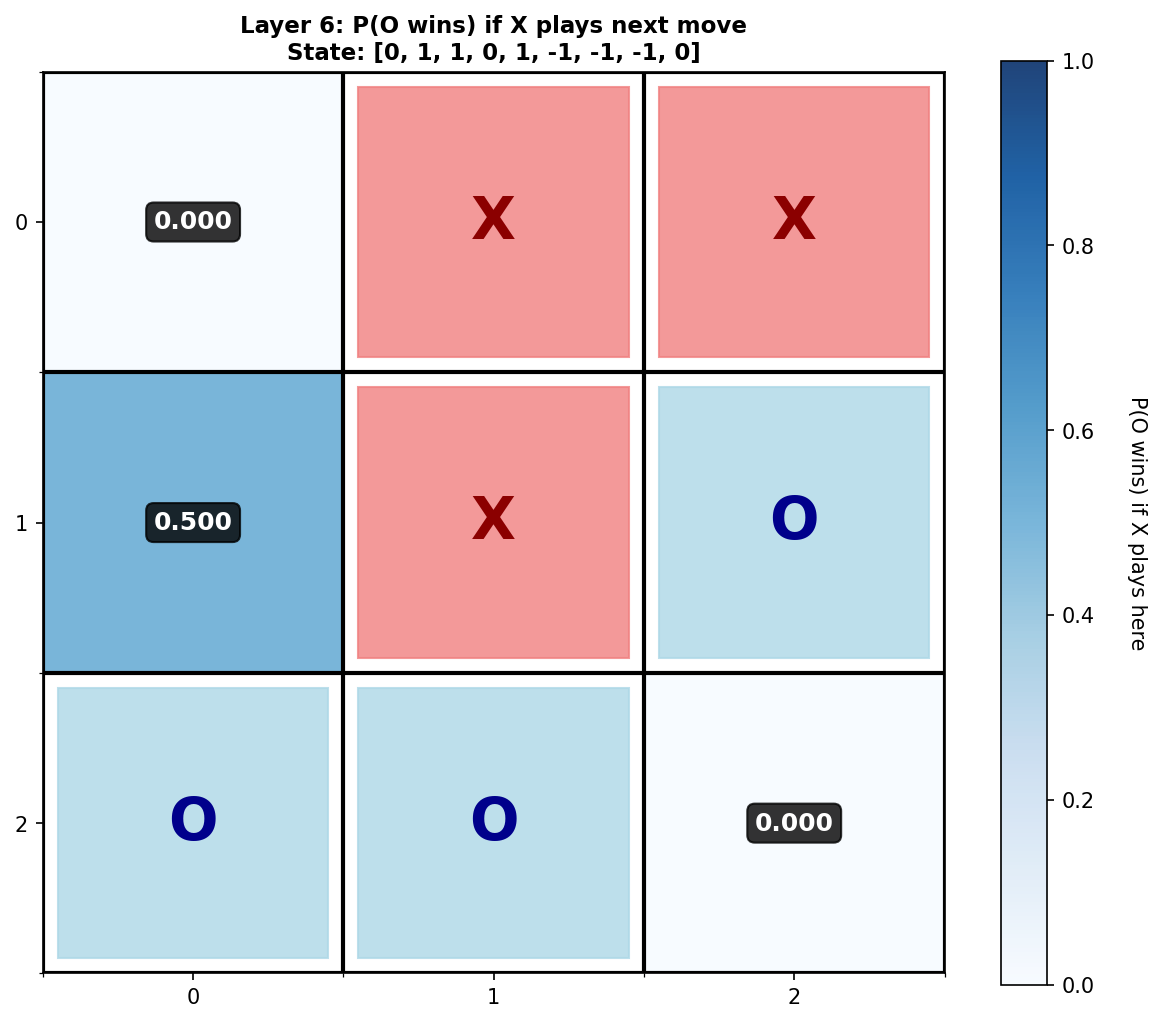 Layer 6: P(O wins) if X plays next move
State: [0, 1, 1, 0, 1, -1, -1, -1, 0]
0
0.000
X
X
1
0.500
X
O
2
O
O
0.000
0
1
2
1.0
0.8
0.6
0.4
0.2
0.0
P(O wins) if X plays here